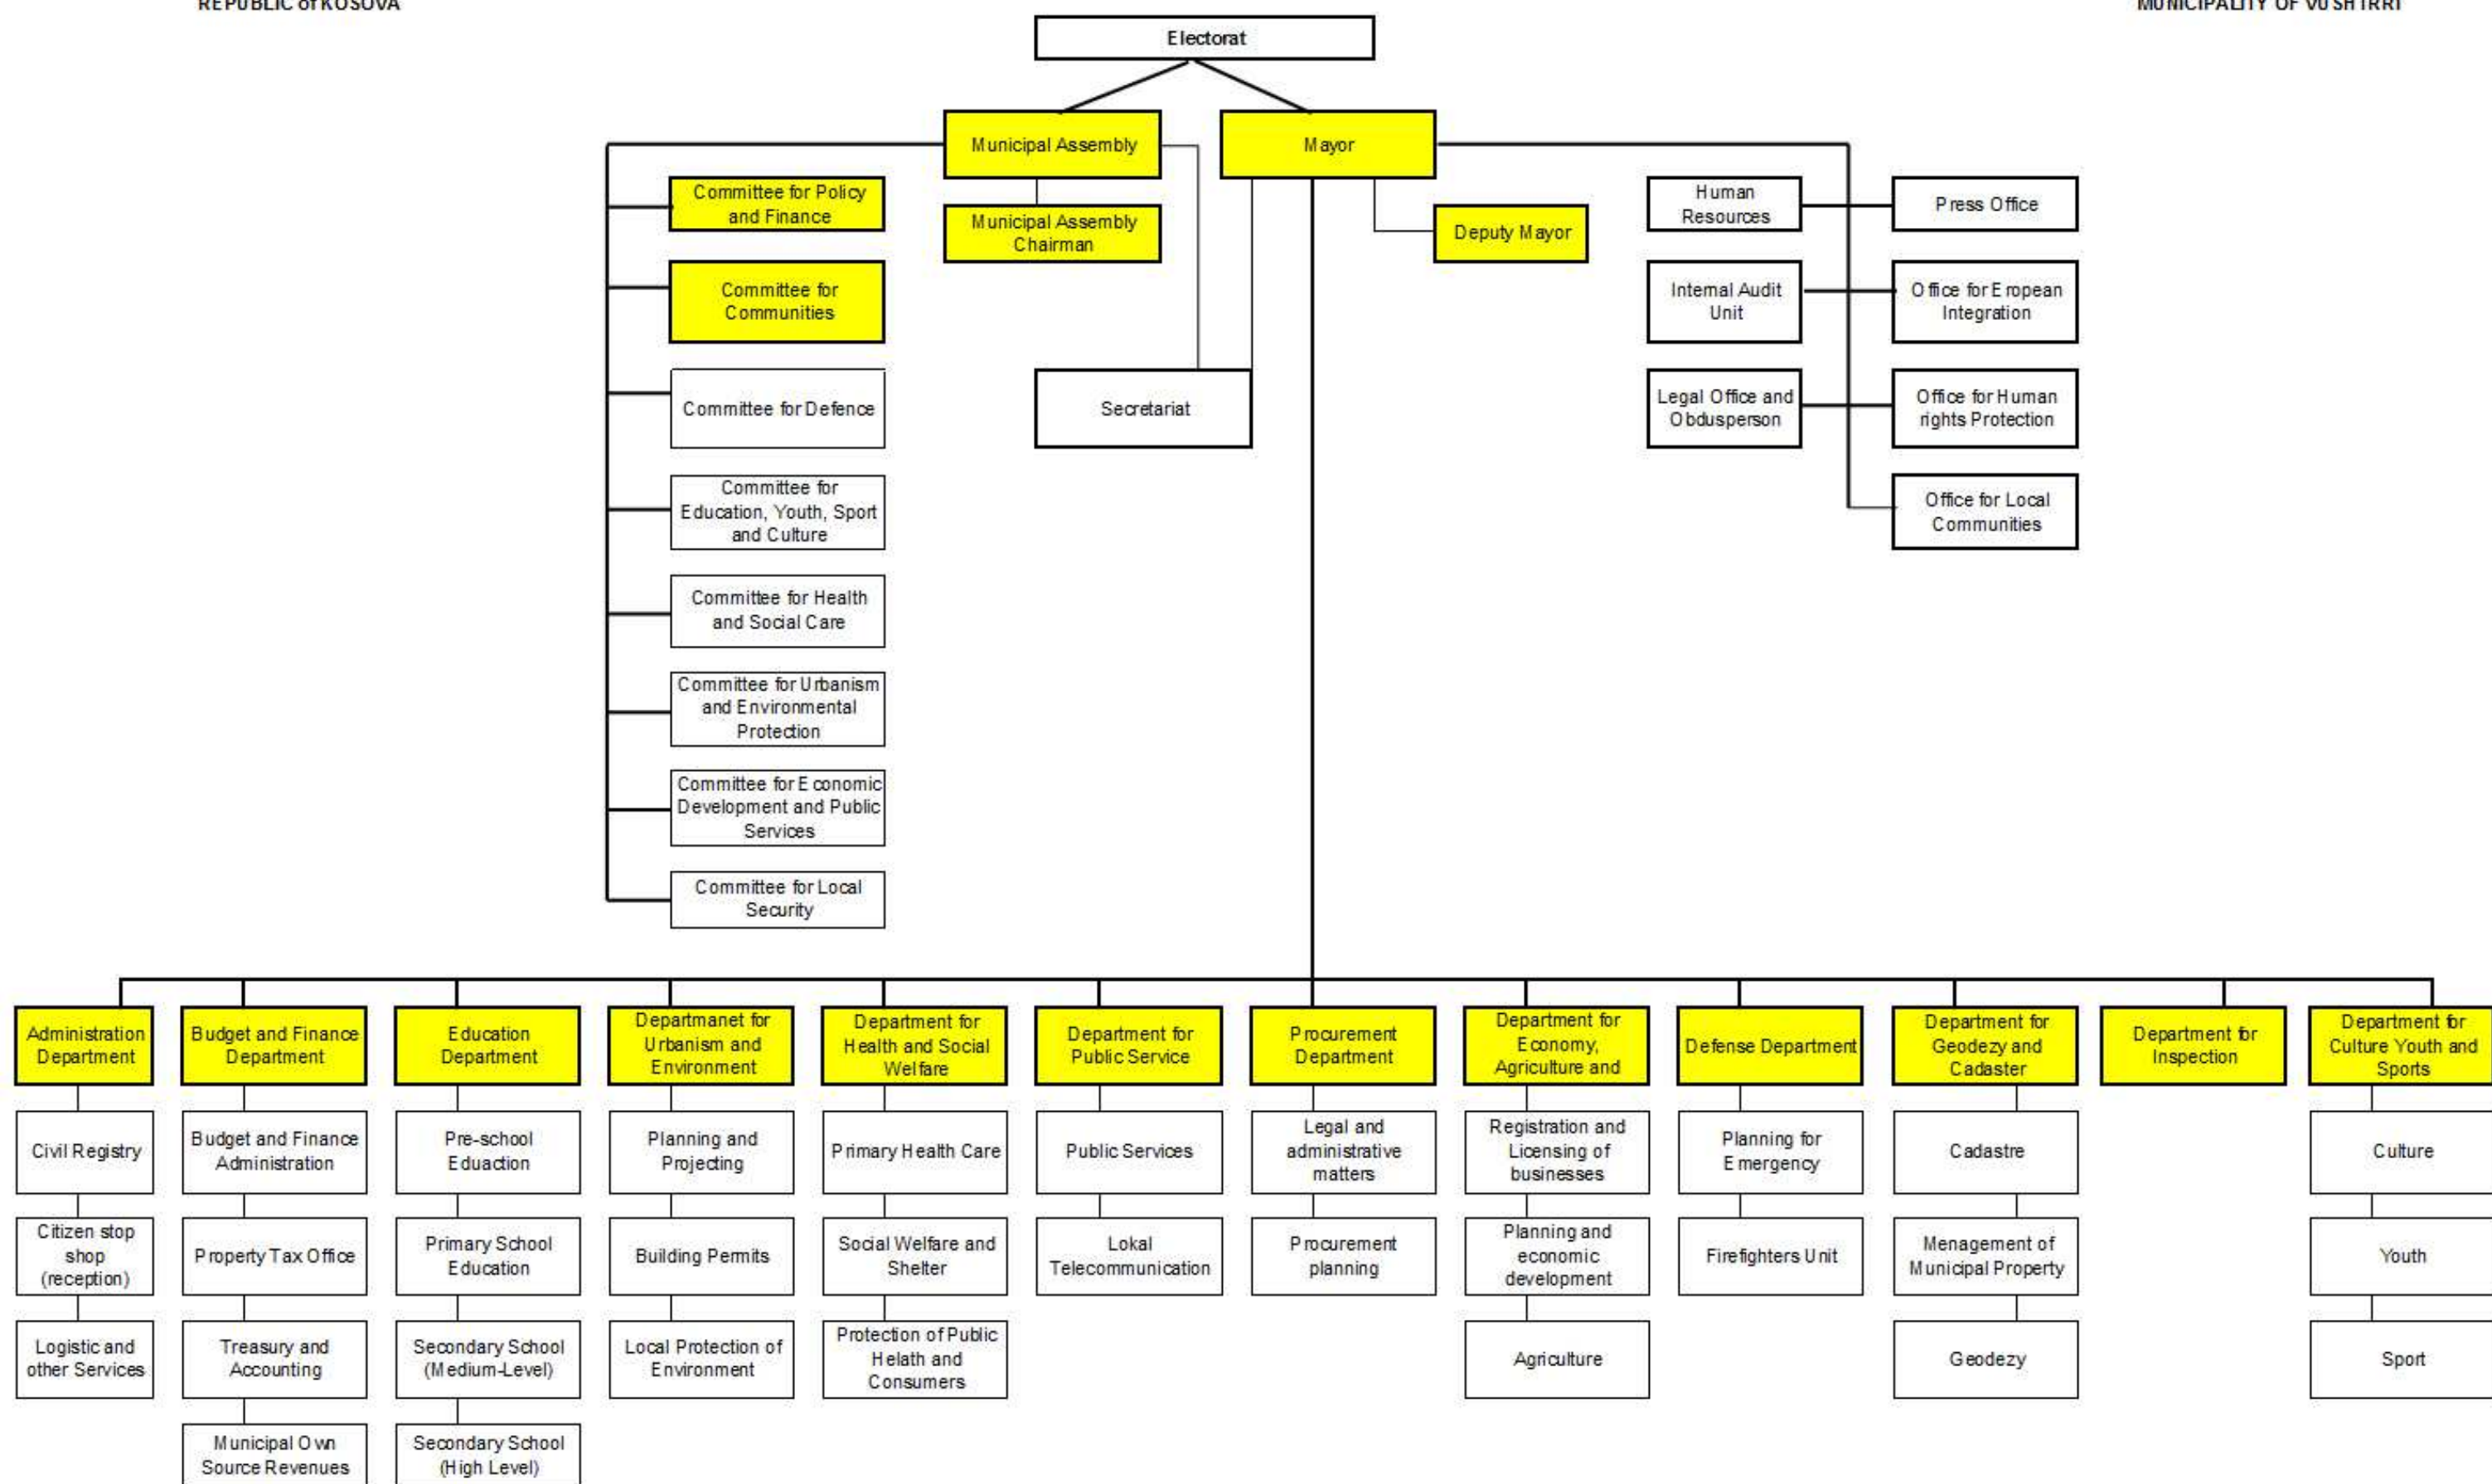 REPUBLIC of KOSOVA
MUNICIPALITY OF VUSHTRRI
Electorat
Municipal Assembly
Mayor
Committee for Policy
and Finance
Municipal Assembly
Chairman
Deputy Mayor
Human
Resources
Press Office
Committee for
Communities
Internal Audit
Unit
Office for Eropean
Integration
Committee for Defence
Secretariat
Legal Office and
Obdusperson
Office for Human
rights Protection
Committee for
Education, Youth, Sport
and Culture
Office for Local
Communities
Committee for Health
and Social Care
Committee for Urbanism
and Environmental
Protection
Committee for Economic
Development and Public
Services
Committee for Local
Security
Administration
Department
Budget and Finance
Department
Education
Department
Departmanet for
Urbanism and
Environment
Department for
Health and Social
Welfare
Department for
Public Service
Procurement
Department
Department for
Economy,
Agriculture and
Defense Department
Department for
Geodezy and
Cadaster
Department for
Inspection
Department for
Culture Youth and
Sports
Civil Registry
Budget and Finance
Administration
Pre-school
Eduaction
Planning and
Projecting
Primary Health Care
Public Services
Legal and
administrative
matters
Registration and
Licensing of
businesses
Planning for
Emergency
Cadastre
Culture
Citizen stop
shop
(reception)
Property Tax Office
Primary School
Education
Building Permits
Social Welfare and
Shelter
Lokal
Telecommunication
Procurement
planning
Planning and
economic
development
Firefighters Unit
Menagement of
Municipal Property
Youth
Logistic and
other Services
Treasury and
Accounting
Secondary School
(Medium-Level)
Local Protection of
Environment
Protection of Public
Helath and
Consumers
Agriculture
Geodezy
Sport
Municipal Own
Source Revenues
Secondary School
(High Level)